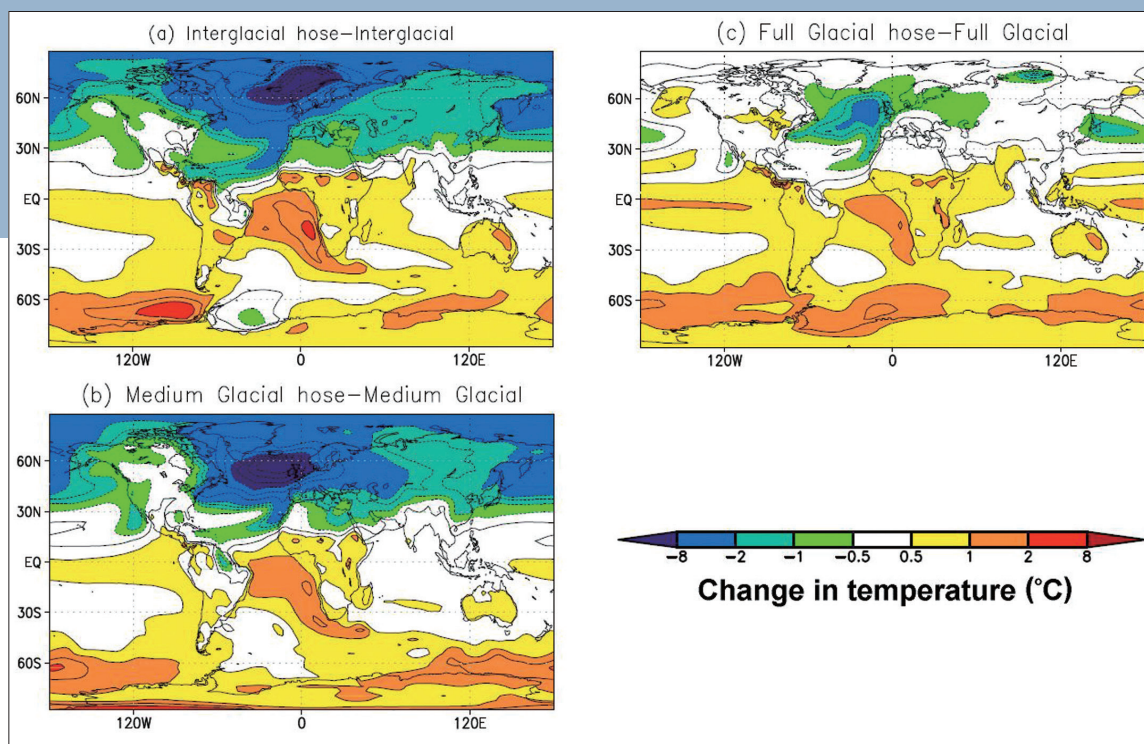 (a) Interglacial hose−Interglacial
60N
30N
EQ
30S
60S
120W
0
120E
(c) Full Glacial hose−Full Glacial
60N
30N
EQ
30S
60S
120W
0
120E
(b) Medium Glacial hose−Medium Glacial
60N
30N
EQ
30S
60S
120W
0
120E
−8 −2 −1 −0.5 0.5 1 2 8
Change in temperature (°C)